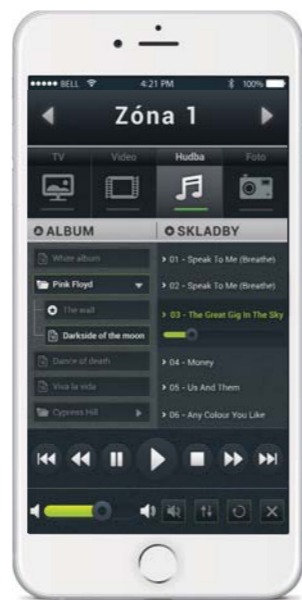 BELL 4:21 PM 100%
Zóna 1
TV Video Hudba Foto
ALBUM SKLADBY
White album
Pink Floyd
The wall
Darkside of the moon
Dance of death
Viva la vida
Cypress Hill
01 - Speak To Me (Breathe)
02 - Speak To Me (Breathe)
03 - The Great Gig In The Sky
04 - Money
05 - Us And Them
06 - Any Colour You Like